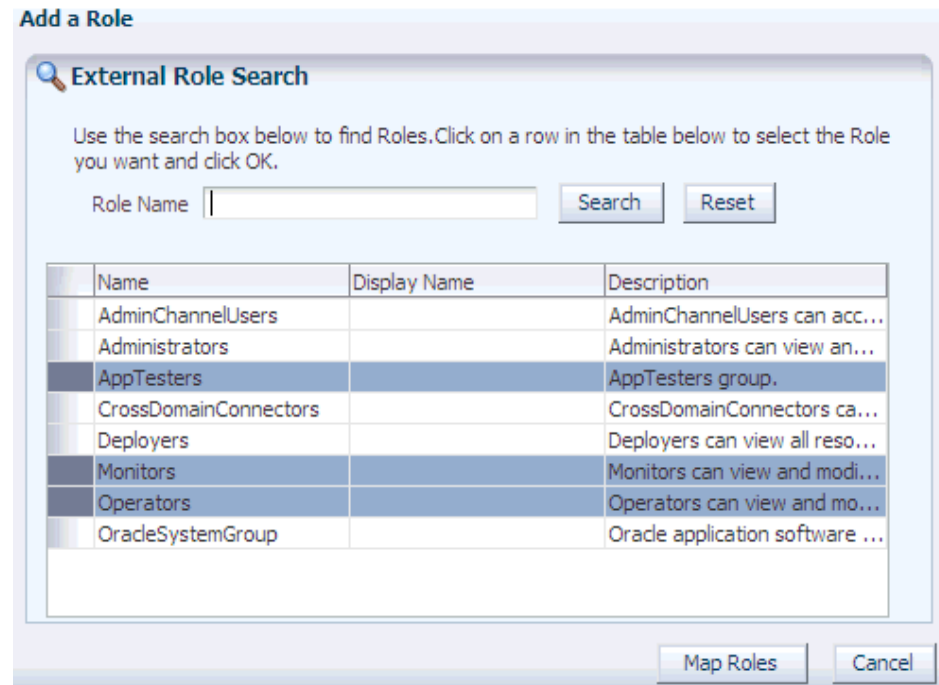 Add a Role
External Role Search
Use the search box below to find Roles.Click on a row in the table below to select the Role
you want and click OK.
Role Name Search Reset
Name Display Name Description
AdminChannelUsers AdminChannelUsers can acc...
Administrators Administrators can view an...
AppTesters AppTesters group.
CrossDomainConnectors CrossDomainConnectors ca...
Deployers Deployers can view all reso...
Monitors Monitors can view and modi...
Operators Operators can view and mo...
OracleSystemGroup Oracle application software ...
Map Roles Cancel